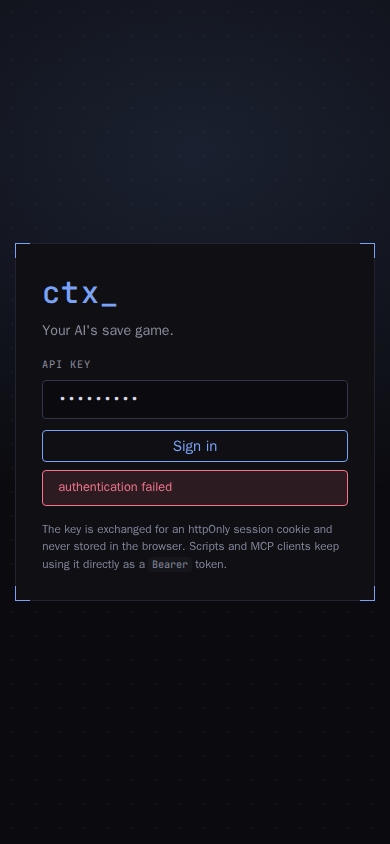 ctx_
Your AI's save game.
API KEY
•••••••••
Sign in
authentication failed
The key is exchanged for an httpOnly session cookie and
never stored in the browser. Scripts and MCP clients keep
using it directly as a Bearer token.